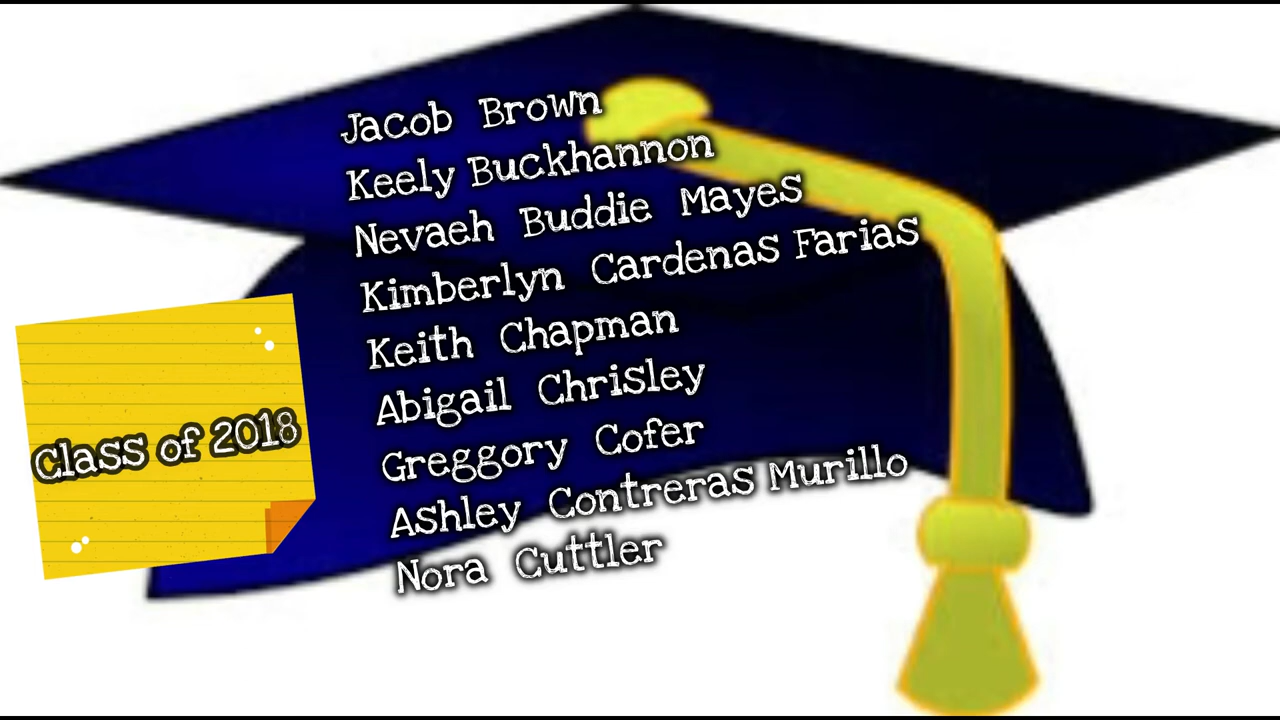 Jacob Brown
Keely Buckhannon
Nevaeh Buddie Mayes
Kimberlyn Cardenas Farias
Keith Chapman
Abigail Chrisley
Greggory Cofer
Ashley Contreras Murillo
Nora Cuttler
Class of 2018